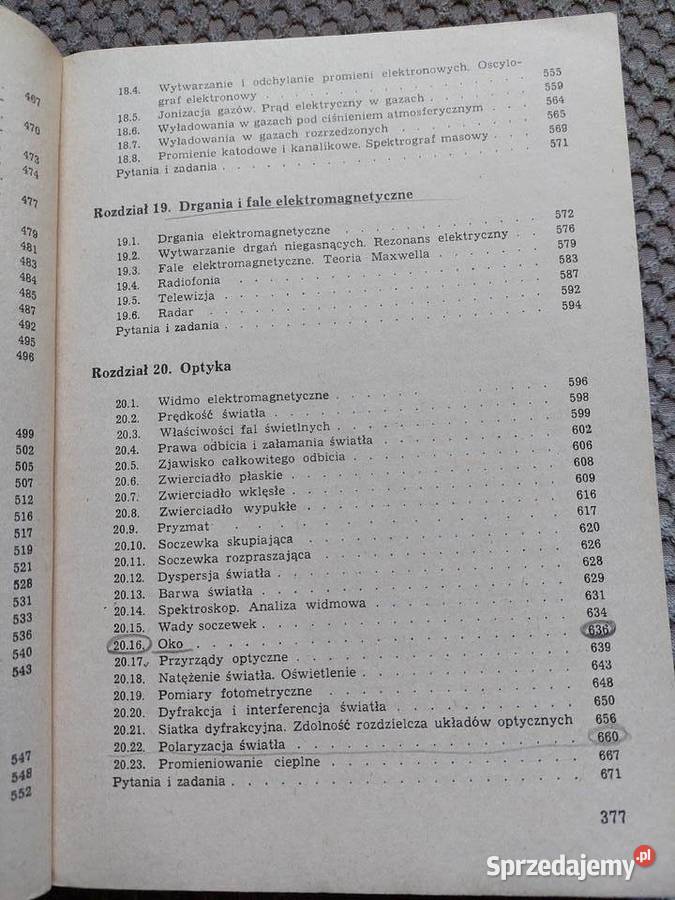 467
470
473
474
477
479
481
483
484
485
487
492
495
496
499
502
505
507
512
516
517
519
521
528
531
533
536
540
543
547
548
552
18.4. Wytwarzanie i odchylanie promieni elektronowych. Oscylo-
graf elektronowy . . . . . . . . . . . . 555
18.5. Jonizacja gazów. Prąd elektryczny w gazach . . . . 559
18.6. Wyładowania w gazach pod ciśnieniem atmosferycznym . . 564
18.7. Wyładowania w gazach rozrzedzonych . . . . . . 565
18.8. Promienie katodowe i kanalikowe. Spektrograf masowy . . 569
Pytania i zadania . . . . . . . . . . . . 571
Rozdział 19. Drgania i fale elektromagnetyczne
19.1. Drgania elektromagnetyczne . . . . . . . . 572
19.2. Wytwarzanie drgań niegasnących. Rezonans elektryczny . . 576
19.3. Fale elektromagnetyczne. Teoria Maxwella . . . . . 579
19.4. Radiofonia . . . . . . . . . . . . 583
19.5. Telewizja . . . . . . . . . . . . 587
19.6. Radar . . . . . . . . . . . . 592
Pytania i zadania . . . . . . . . . . . . 594
Rozdział 20. Optyka
20.1. Widmo elektromagnetyczne . . . . . . . . 596
20.2. Prędkość światła . . . . . . . . . . 598
20.3. Właściwości fal świetlnych . . . . . . . . 599
20.4. Prawa odbicia i załamania światła . . . . . . 602
20.5. Zjawisko całkowitego odbicia . . . . . . . 606
20.6. Zwierciadło płaskie . . . . . . . . . . 608
20.7. Zwierciadło wklęsłe . . . . . . . . . . 609
20.8. Zwierciadło wypukłe . . . . . . . . . . 616
20.9. Pryzmat . . . . . . . . . . . . 617
20.10. Soczewka skupiająca . . . . . . . . . . 620
20.11. Soczewka rozpraszająca . . . . . . . . . 626
20.12. Dyspersja światła . . . . . . . . . . 628
20.13. Barwa światła . . . . . . . . . . . 629
20.14. Spektroskop. Analiza widmowa . . . . . . . 631
20.15. Wady soczewek . . . . . . . . . . . 634
20.16. Oko . . . . . . . . . . . . . 636
20.17. Przyrządy optyczne . . . . . . . . . . 639
20.18. Natężenie światła. Oświetlenie . . . . . . . 643
20.19. Pomiary fotometryczne . . . . . . . . . 648
20.20. Dyfrakcja i interferencja światła . . . . . . 650
20.21. Siatka dyfrakcyjna. Zdolność rozdzielcza układów optycznych 656
20.22. Polaryzacja światła . . . . . . . . . . 660
20.23. Promieniowanie cieplne . . . . . . . . . 667
Pytania i zadania . . . . . . . . . . . . 671
377
Sprzedajemy.pl